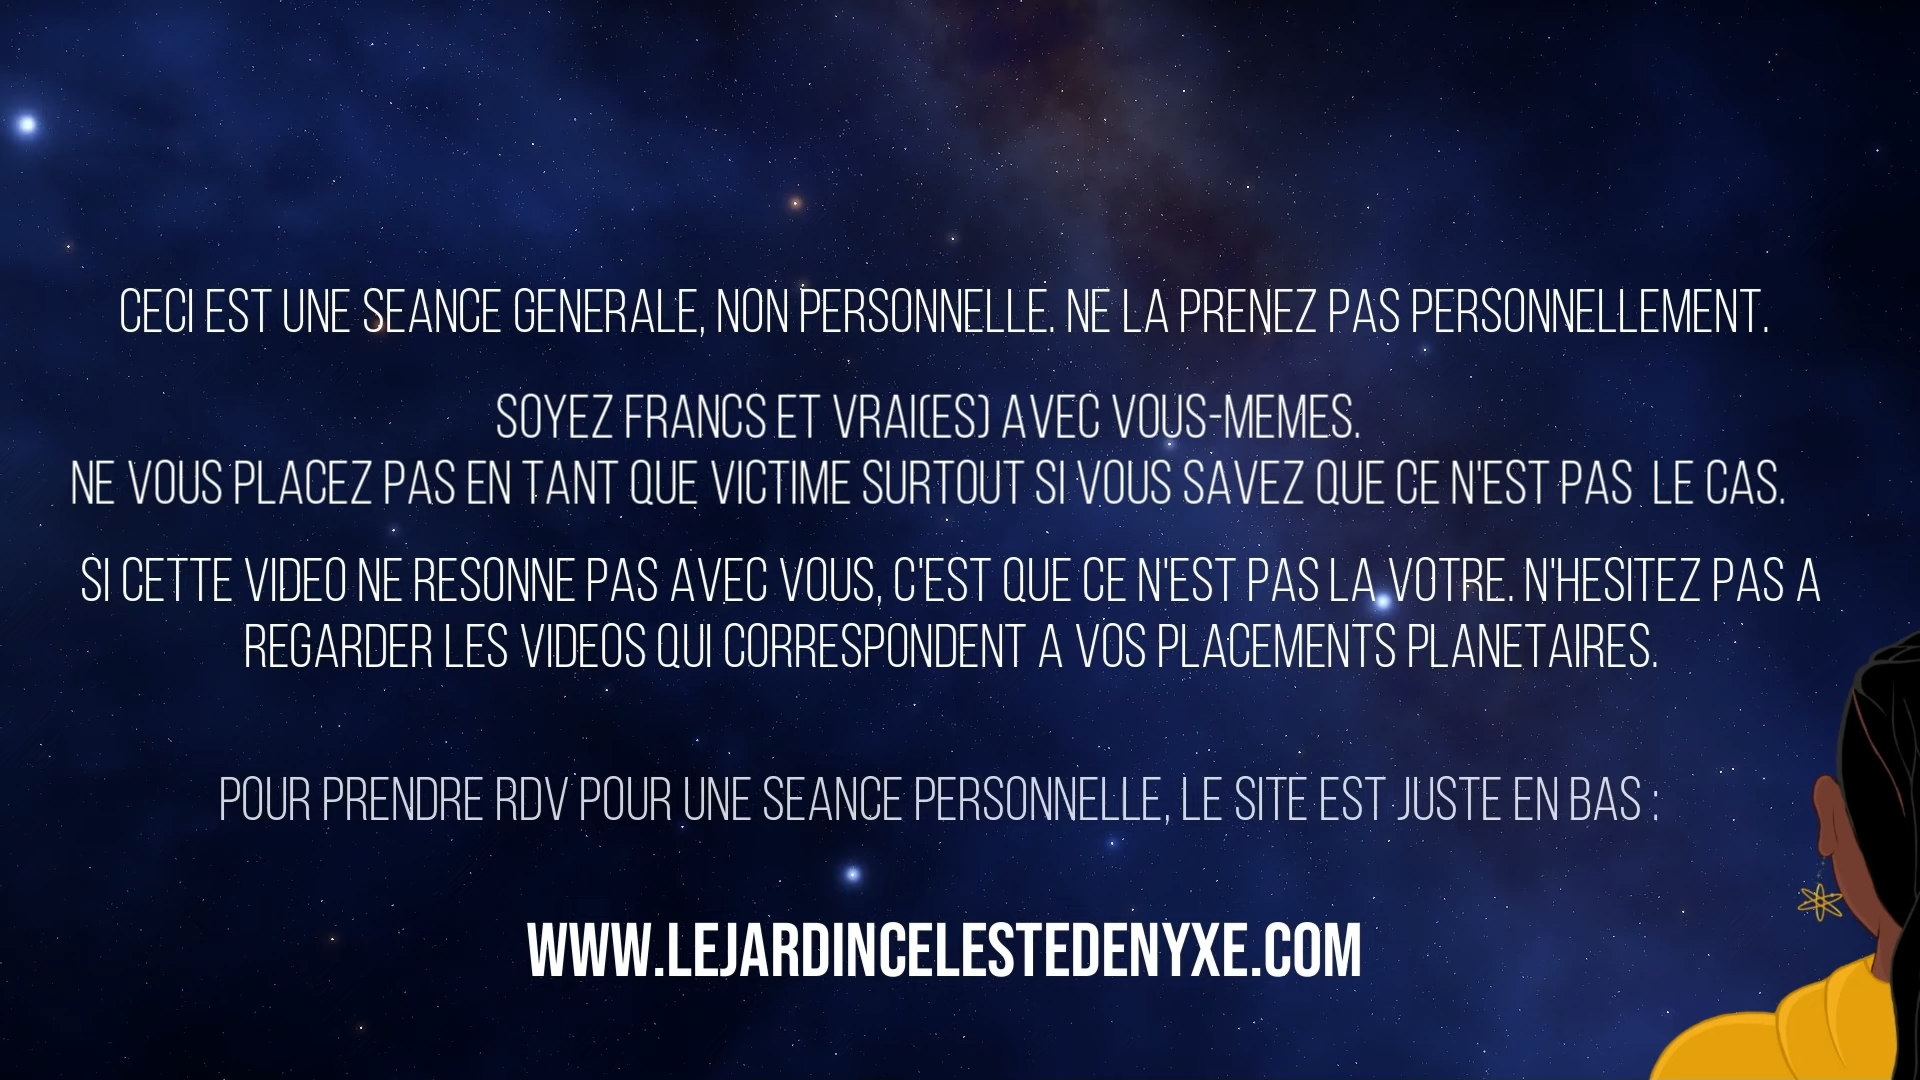 CECI EST UNE SEANCE GENERALE, NON PERSONNELLE. NE LA PRENEZ PAS PERSONNELLEMENT.
SOYEZ FRANCS ET VRAI(ES) AVEC VOUS-MEMES.
NE VOUS PLACEZ PAS EN TANT QUE VICTIME SURTOUT SI VOUS SAVEZ QUE CE N'EST PAS LE CAS.
SI CETTE VIDEO NE RESONNE PAS AVEC VOUS, C'EST QUE CE N'EST PAS LA VOTRE. N'HESITEZ PAS A
REGARDER LES VIDEOS QUI CORRESPONDENT A VOS PLACEMENTS PLANETAIRES.
POUR PRENDRE RDV POUR UNE SEANCE PERSONNELLE, LE SITE EST JUSTE EN BAS :
WWW.LEJARDINCELESTEDENYXE.COM